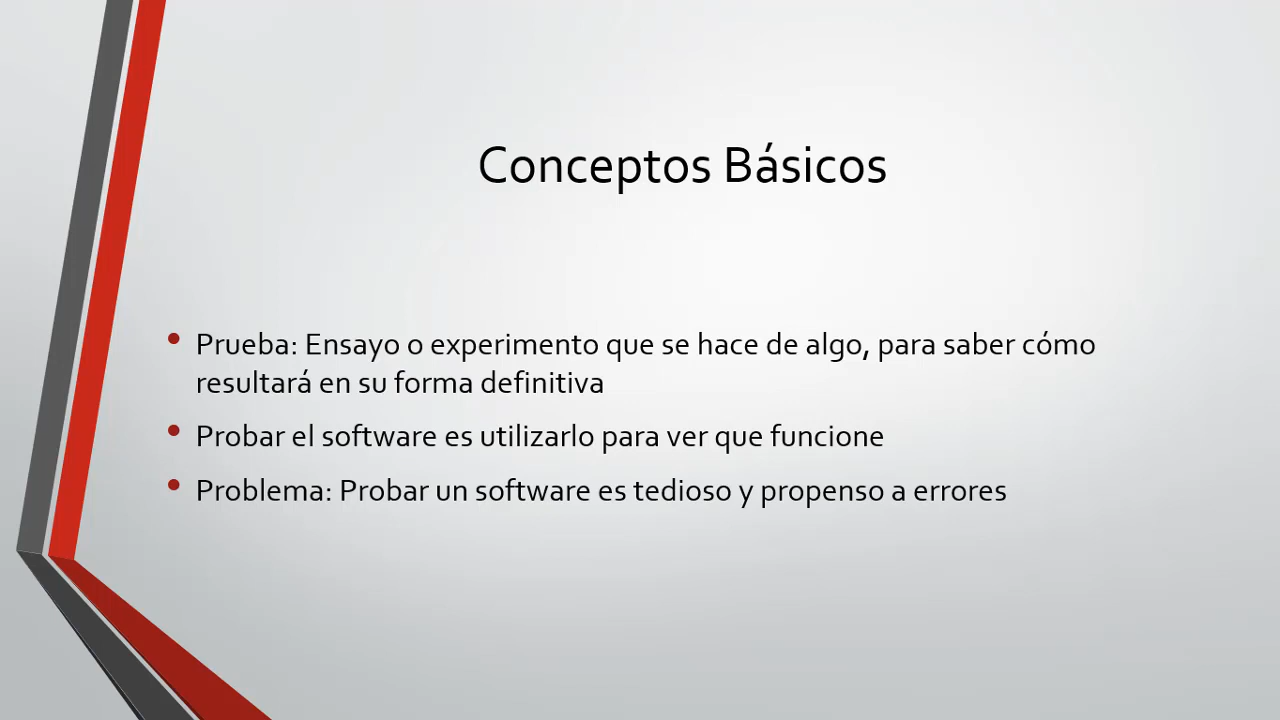 Conceptos Básicos
• Prueba: Ensayo o experimento que se hace de algo, para saber cómo
resultará en su forma definitiva
• Probar el software es utilizarlo para ver que funcione
• Problema: Probar un software es tedioso y propenso a errores